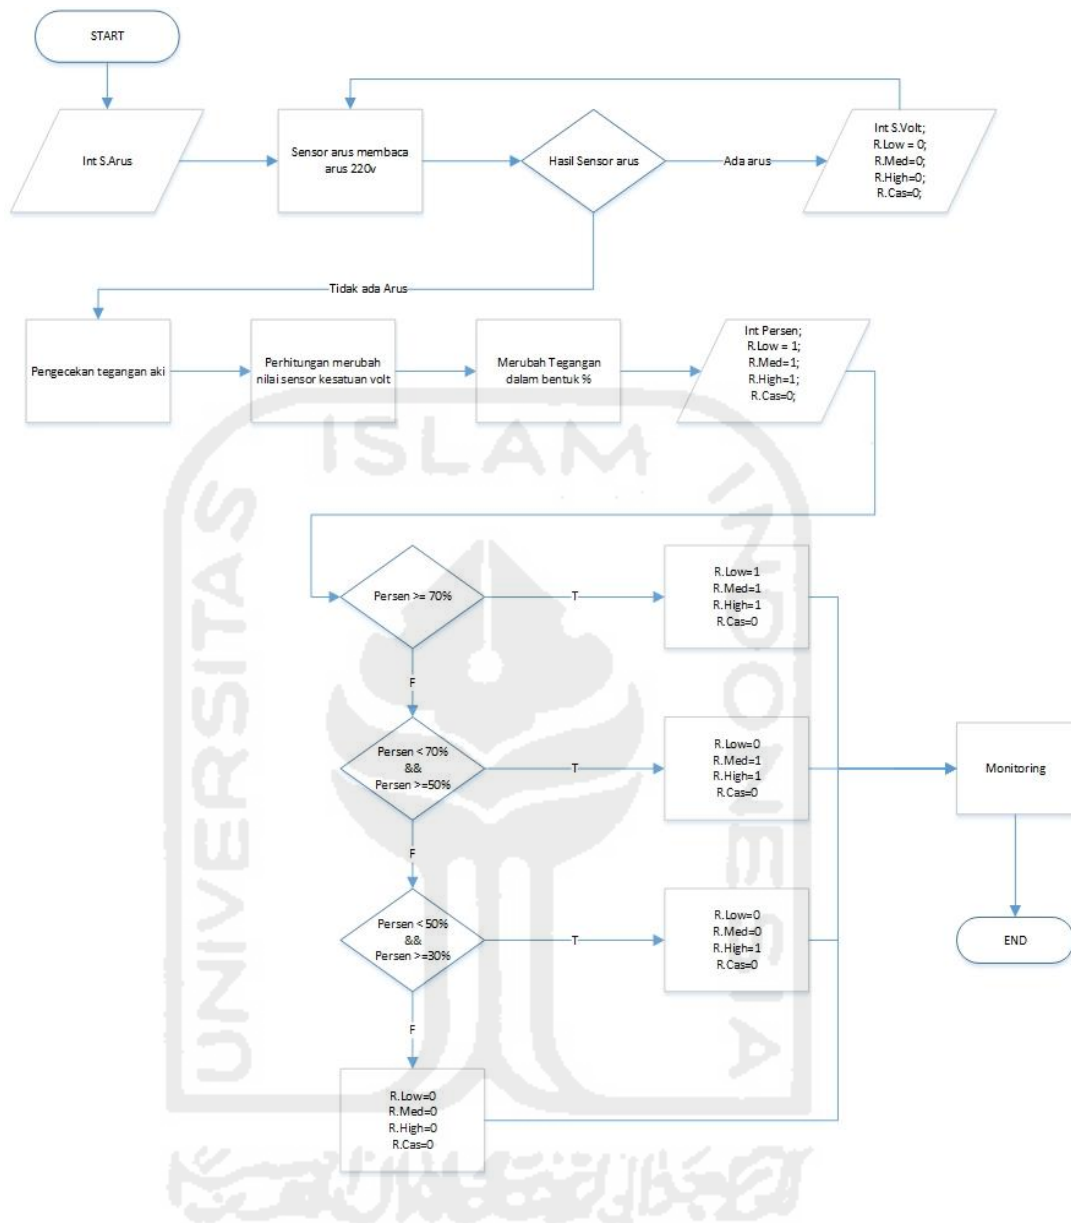 START
Int S.Arus
Sensor arus membaca
arus 220v
Hasil Sensor arus
Ada arus
Int S.Volt;
R.Low = 0;
R.Med=0;
R.High=0;
R.Cas=0;
Tidak ada Arus
Pengecekan tegangan aki
Perhitungan merubah
nilai sensor kesatuan volt
Merubah Tegangan
dalam bentuk %
Int Persen;
R.Low = 1;
R.Med=1;
R.High=1;
R.Cas=0;
Persen >= 70%
T
R.Low=1
R.Med=1
R.High=1
R.Cas=0
F
Persen < 70%
&&
Persen >=50%
T
R.Low=0
R.Med=1
R.High=1
R.Cas=0
Monitoring
F
Persen < 50%
&&
Persen >=30%
T
R.Low=0
R.Med=0
R.High=1
R.Cas=0
END
F
R.Low=0
R.Med=0
R.High=0
R.Cas=0
UNIVERSITAS
ISLAM
INDONESIA